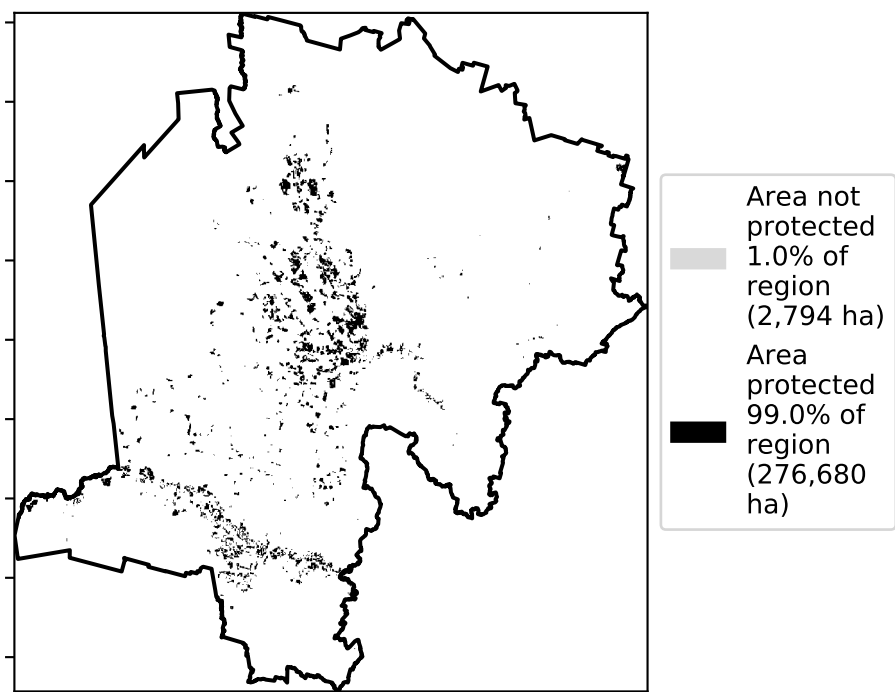 Area not
protected
1.0% of
region
(2,794 ha)
Area
protected
99.0% of
region
(276,680
ha)